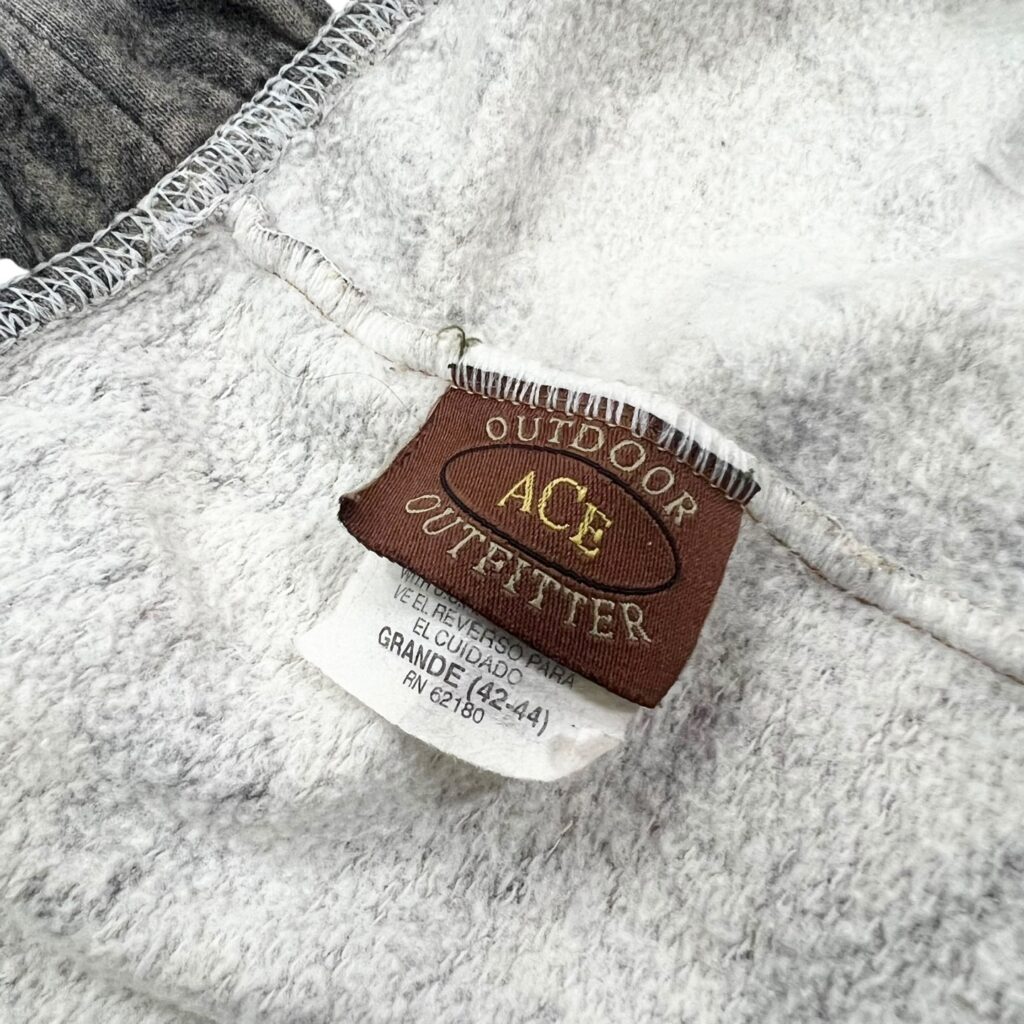 OUTDOOR
ACE
OUTFITTER
VE EL REVERSO PARA
EL CUIDADO
GRANDE (42-44)
RN 62180